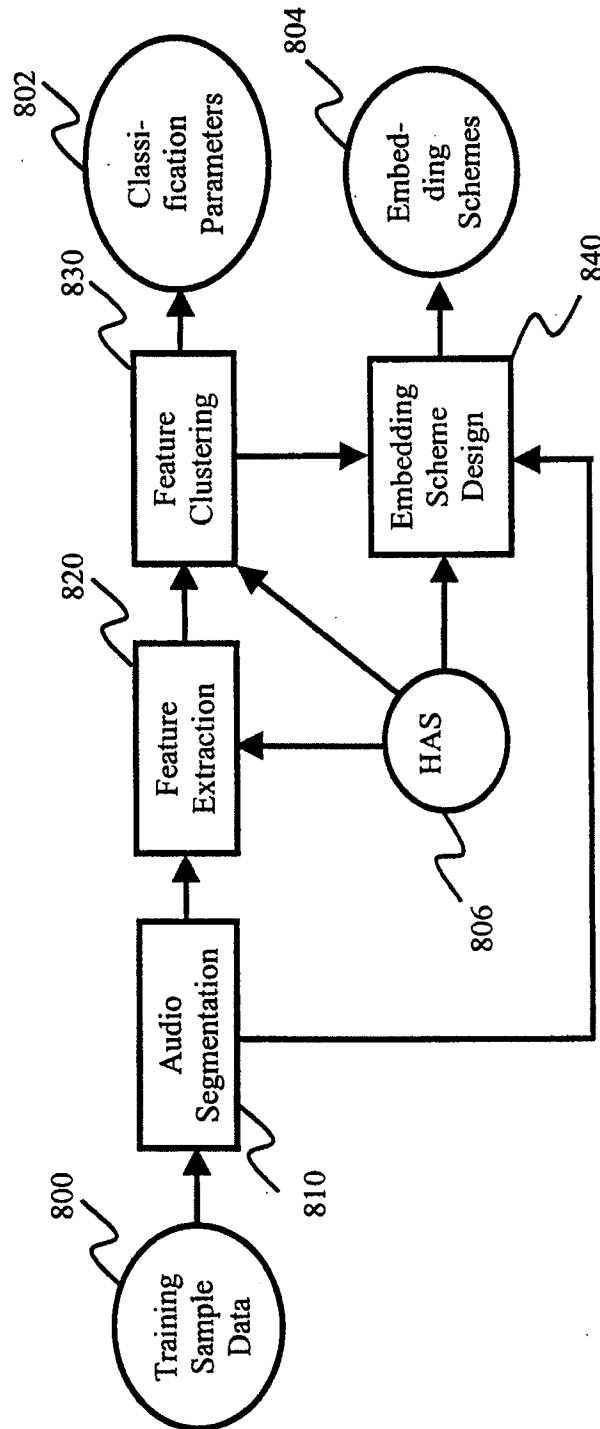 800
Training
Sample
Data
810
Audio
Segmentation
820
Feature
Extraction
830
Feature
Clustering
802
Classi-
fication
Parameters
806
HAS
840
Embedding
Scheme
Design
804
Embed-
ding
Schemes